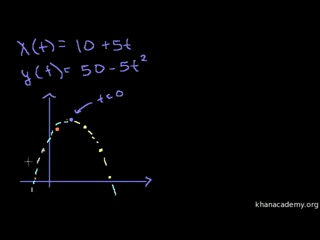 x(t) = 10 + 5t
y(t) = 50 - 5t²
t=0
khanacademy.org